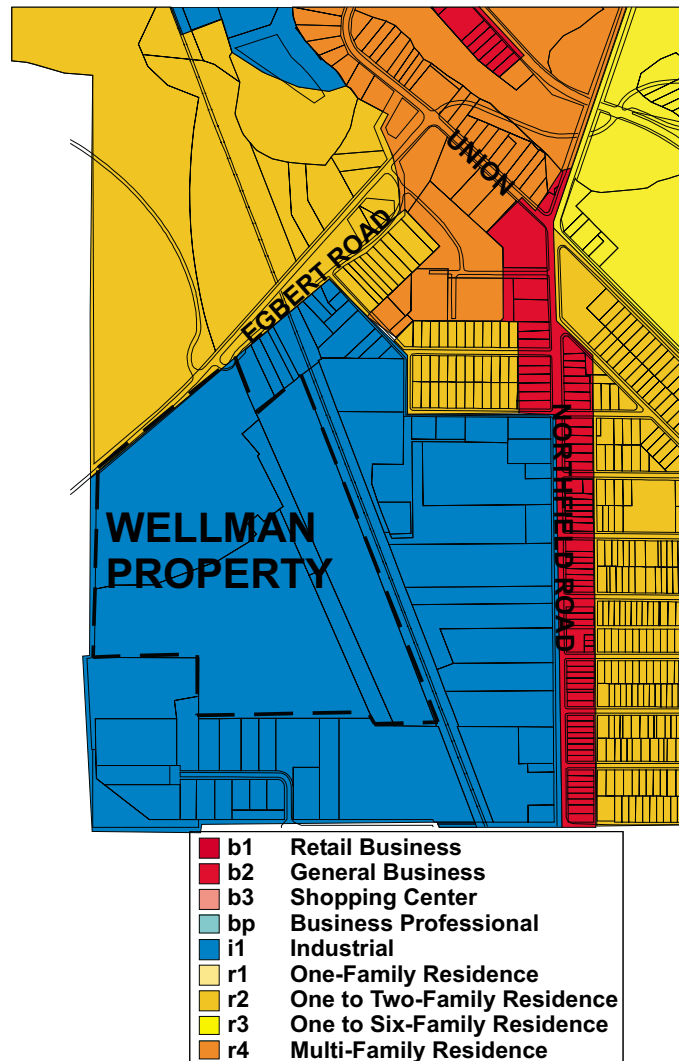 UNION
EGBERT ROAD
NORTHFIELD ROAD
WELLMAN
PROPERTY
b1 Retail Business
b2 General Business
b3 Shopping Center
bp Business Professional
i1 Industrial
r1 One-Family Residence
r2 One to Two-Family Residence
r3 One to Six-Family Residence
r4 Multi-Family Residence